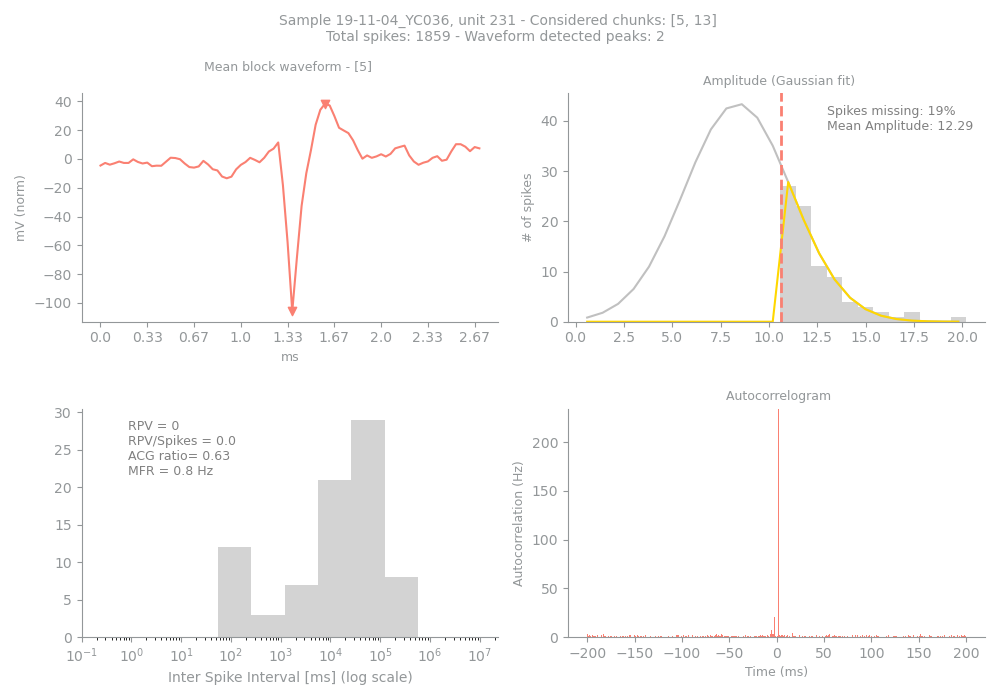 Sample 19-11-04_YC036, unit 231 - Considered chunks: [5, 13]
Total spikes: 1859 - Waveform detected peaks: 2
Mean block waveform - [5]
40
20
0
−20
−40
−60
−80
−100
mV (norm)
0.0 0.33 0.67 1.0 1.33 1.67 2.0 2.33 2.67
ms
Amplitude (Gaussian fit)
Spikes missing: 19%
Mean Amplitude: 12.29
40
30
20
10
0
# of spikes
0.0 2.5 5.0 7.5 10.0 12.5 15.0 17.5 20.0
RPV = 0
RPV/Spikes = 0.0
ACG ratio= 0.63
MFR = 0.8 Hz
30
25
20
15
10
5
0
10−1 100 101 102 103 104 105 106 107
Inter Spike Interval [ms] (log scale)
Autocorrelogram
200
150
100
50
0
Autocorrelation (Hz)
−200 −150 −100 −50 0 50 100 150 200
Time (ms)